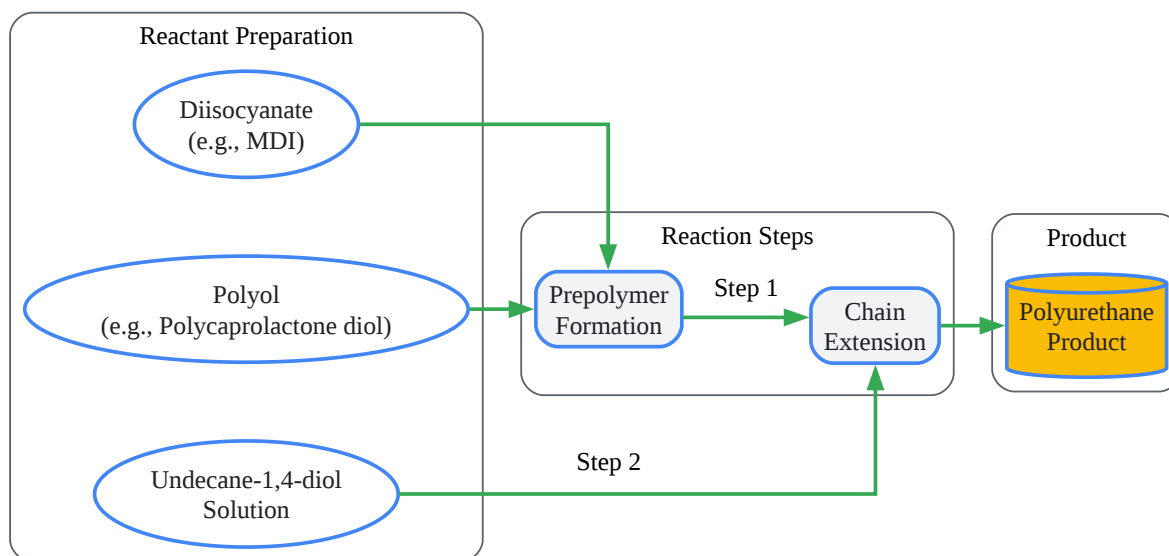 Reactant Preparation
Diisocyanate
(e.g., MDI)
Polyol
(e.g., Polycaprolactone diol)
Undecane-1,4-diol
Solution
Reaction Steps
Prepolymer
Formation
Step 1
Chain
Extension
Step 2
Product
Polyurethane
Product